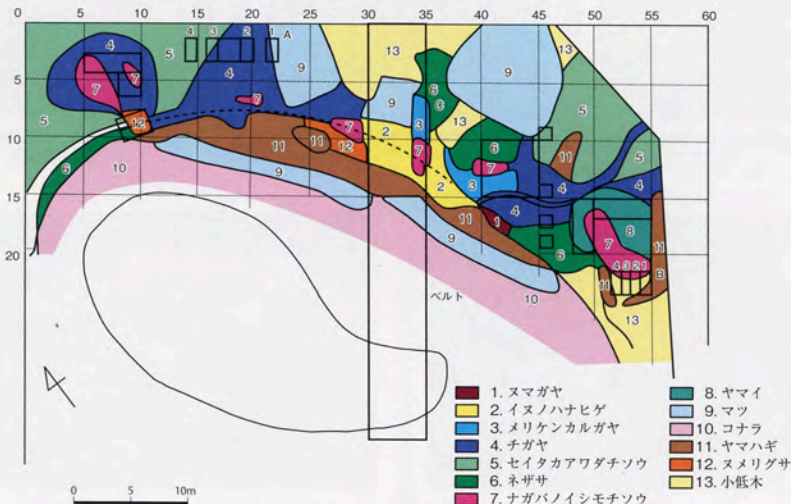 0 5 10 15 20 25 30 35 40 45 50 55 60
5
10
15
20
4 3 2 1 A
4 5 4 9 13 9 13
7 7 7 5
5 6 C
9 3 13
12 2 7 6 11 5
6 10 11 11 12 7 7 3 4 4
9 2 4 8
11 1 7 11
9 6 4 3 2 1
10 11 B
13
ベルト
1. ヌマガヤ
2. イヌノハナヒゲ
3. メリケンカルガヤ
4. チガヤ
5. セイタカアワダチソウ
6. ネザサ
7. ナガバノイシモチソウ
8. ヤマイ
9. マツ
10. コナラ
11. ヤマハギ
12. ヌメリグサ
13. 小低木
0 5 10m